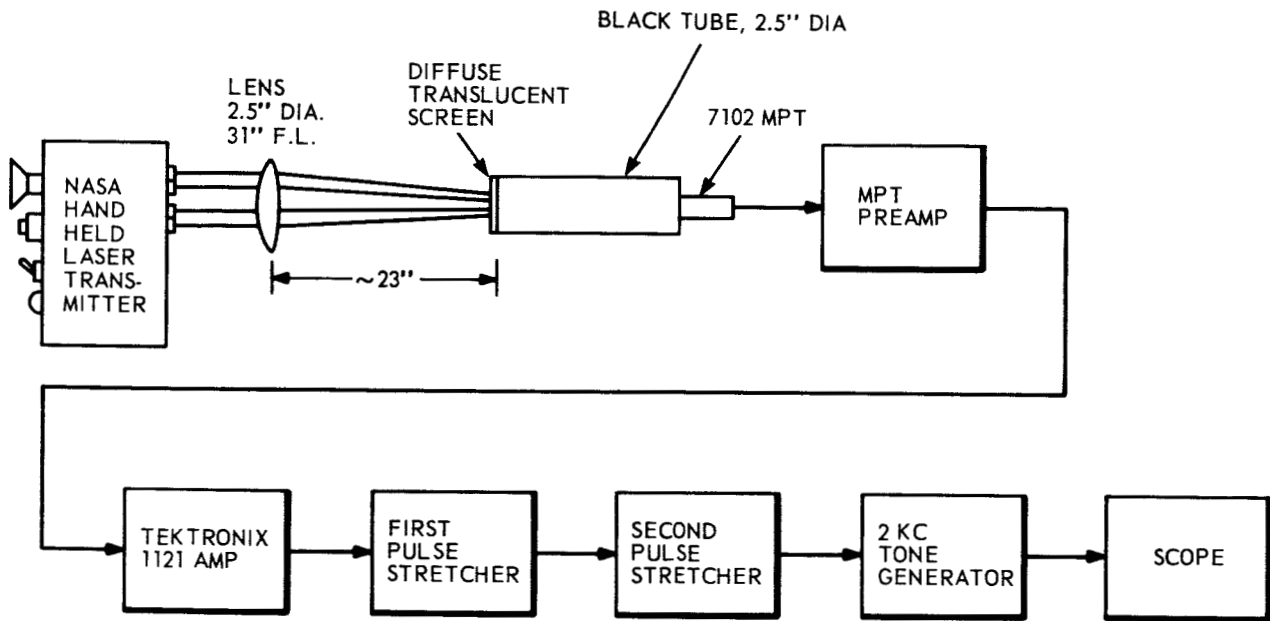 BLACK TUBE, 2.5'' DIA
LENS
2.5'' DIA.
31'' F.L.
DIFFUSE
TRANSLUCENT
SCREEN
7102 MPT
NASA
HAND
HELD
LASER
TRANS-
MITTER
~23''
MPT
PREAMP
TEKTRONIX
1121 AMP
FIRST
PULSE
STRETCHER
SECOND
PULSE
STRETCHER
2 KC
TONE
GENERATOR
SCOPE